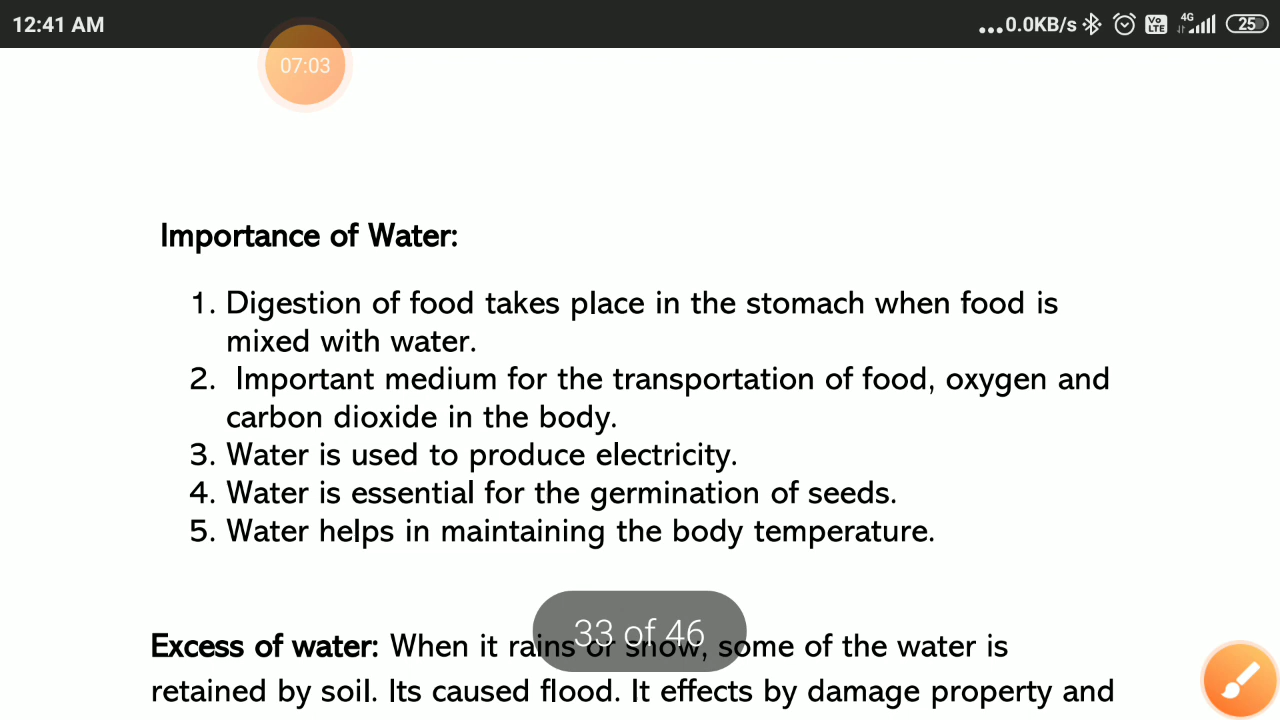 12:41 AM
...0.0KB/s
Vo
LTE
4G
25
07:03
Importance of Water:
1. Digestion of food takes place in the stomach when food is
mixed with water.
2. Important medium for the transportation of food, oxygen and
carbon dioxide in the body.
3. Water is used to produce electricity.
4. Water is essential for the germination of seeds.
5. Water helps in maintaining the body temperature.
33 of 46
Excess of water: When it rains or snow, some of the water is
retained by soil. Its caused flood. It effects by damage property and